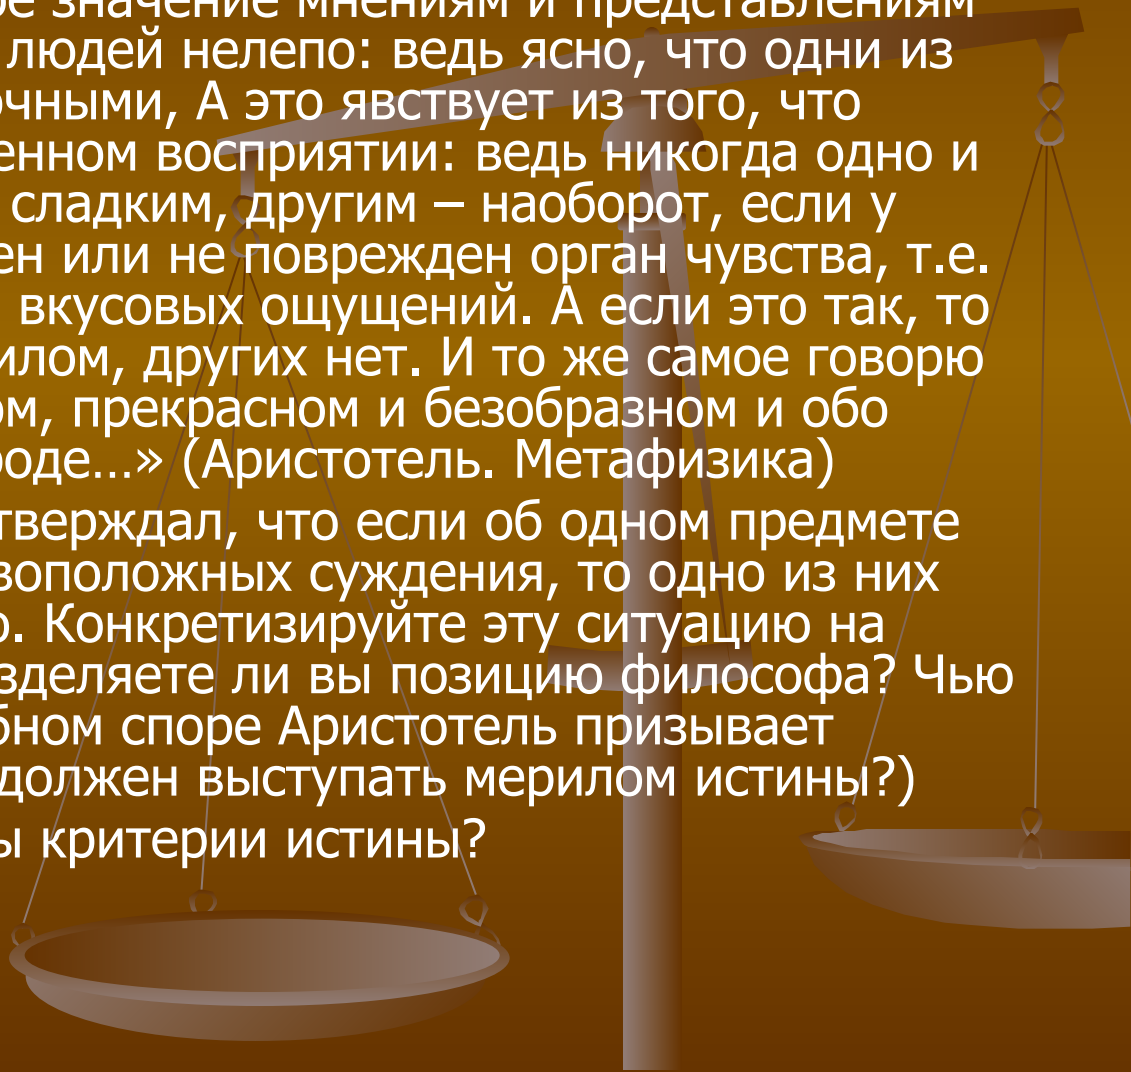 ое значение мнениям и представлениям
людей нелепо: ведь ясно, что одни из
очными, А это явствует из того, что
енном восприятии: ведь никогда одно и
сладким, другим – наоборот, если у
ен или не поврежден орган чувства, т.е.
вкусовых ощущений. А если это так, то
илом, других нет. И то же самое говорю
ом, прекрасном и безобразном и обо
роде…» (Аристотель. Метафизика)
тверждал, что если об одном предмете
воположных суждения, то одно из них
о. Конкретизируйте эту ситуацию на
зделяете ли вы позицию философа? Чью
бном споре Аристотель призывает
должен выступать мерилом истины?)
ы критерии истины?